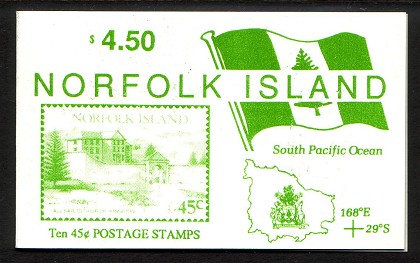 $ 4.50
NORFOLK ISLAND
NORFOLK ISLAND
45c
South Pacific Ocean
168°E
29°S
Ten 45¢ POSTAGE STAMPS